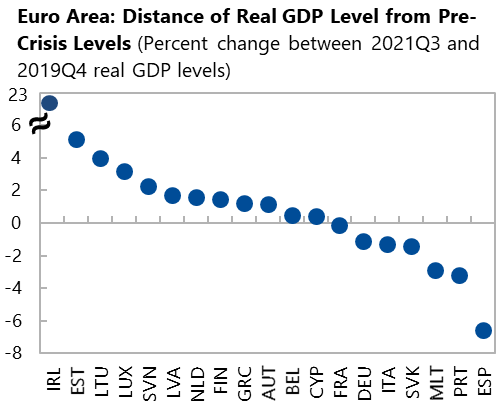 Euro Area: Distance of Real GDP Level from Pre-
Crisis Levels (Percent change between 2021Q3 and
2019Q4 real GDP levels)
23
6
4
2
0
-2
-4
-6
-8
IRL EST LTU LUX SVN LVA NLD FIN GRC AUT BEL CYP FRA DEU ITA SVK MLT PRT ESP